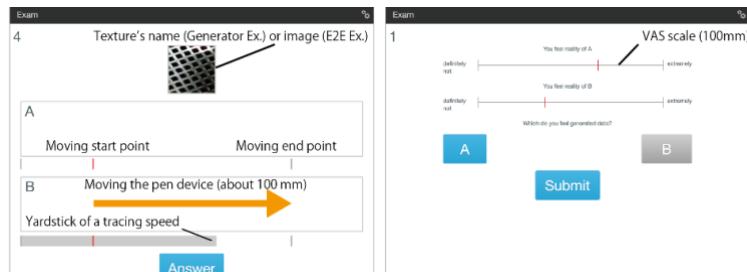 Exam
4
Texture's name (Generator Ex.) or image (E2E Ex.)
A
Moving start point
Moving end point
B
Moving the pen device (about 100 mm)
Yardstick of a tracing speed
Answer
Exam
1
VAS scale (100mm)
You feel reality of A
definitely
not
extremely
You feel reality of B
definitely
not
extremely
Which do you feel generated data?
A
B
Submit